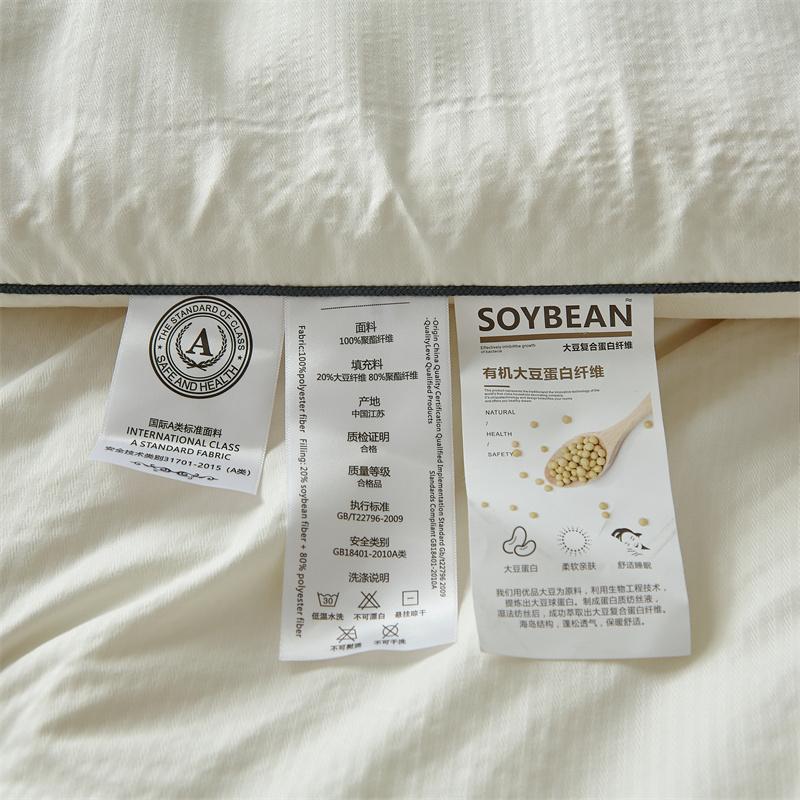 THE STANDARD OF CLASS
A
SAFE AND HEALTH
国际A类标准面料
INTERNATIONAL CLASS
A STANDARD FABRIC
安全技术类别31701-2015（A类）
Fabric:100%polyester fiber Filling: 20% soybean fiber + 80% polyester fiber
面料
100%聚酯纤维
填充料
20%大豆纤维 80%聚酯纤维
产地
中国江苏
质检证明
合格
质量等级
合格品
执行标准
GB/T22796-2009
安全类别
GB18401-2010A类
洗涤说明
30
低温水洗 不可漂白 悬挂晾干
不可熨烫 不可干洗
·Origin China Quality Certification Qualified Implementation Standard Gb/t22796 2009
·QualityLeve Qualified Products Standards Compliant GB18401-2010A
SOYBEAN
Effectively inhibit the growth
of bacteria
大豆复合蛋白纤维
有机大豆蛋白纤维
NATURAL
/
HEALTH
/
SAFETY
大豆蛋白 柔软亲肤 舒适睡眠
我们用优品大豆为原料，利用生物工程技术，
提炼出大豆球蛋白。制成蛋白质纺丝液，
湿法纺丝后，成功萃取出大豆复合蛋白纤维。
海岛结构，蓬松透气，保暖舒适。